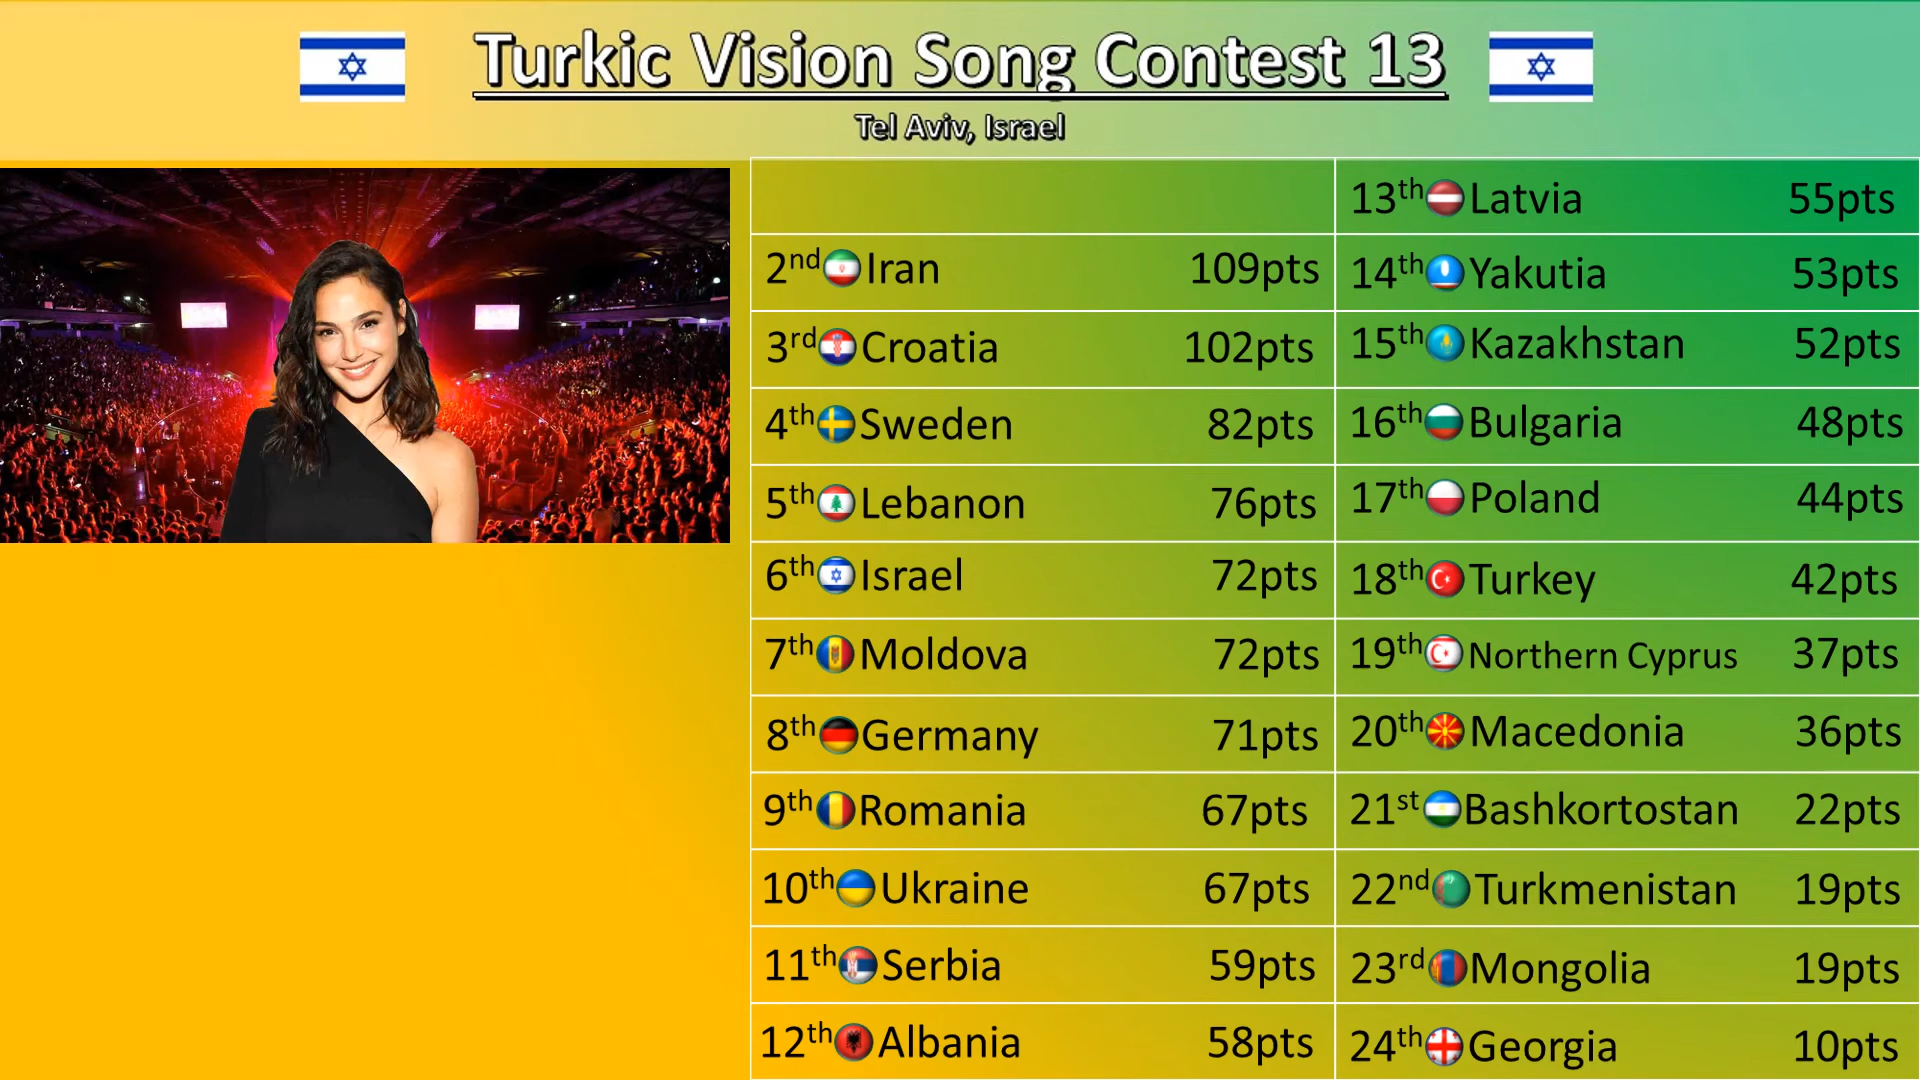 Turkic Vision Song Contest 13
Tel Aviv, Israel
2nd Iran 109pts
3rd Croatia 102pts
4th Sweden 82pts
5th Lebanon 76pts
6th Israel 72pts
7th Moldova 72pts
8th Germany 71pts
9th Romania 67pts
10th Ukraine 67pts
11th Serbia 59pts
12th Albania 58pts
13th Latvia 55pts
14th Yakutia 53pts
15th Kazakhstan 52pts
16th Bulgaria 48pts
17th Poland 44pts
18th Turkey 42pts
19th Northern Cyprus 37pts
20th Macedonia 36pts
21st Bashkortostan 22pts
22nd Turkmenistan 19pts
23rd Mongolia 19pts
24th Georgia 10pts